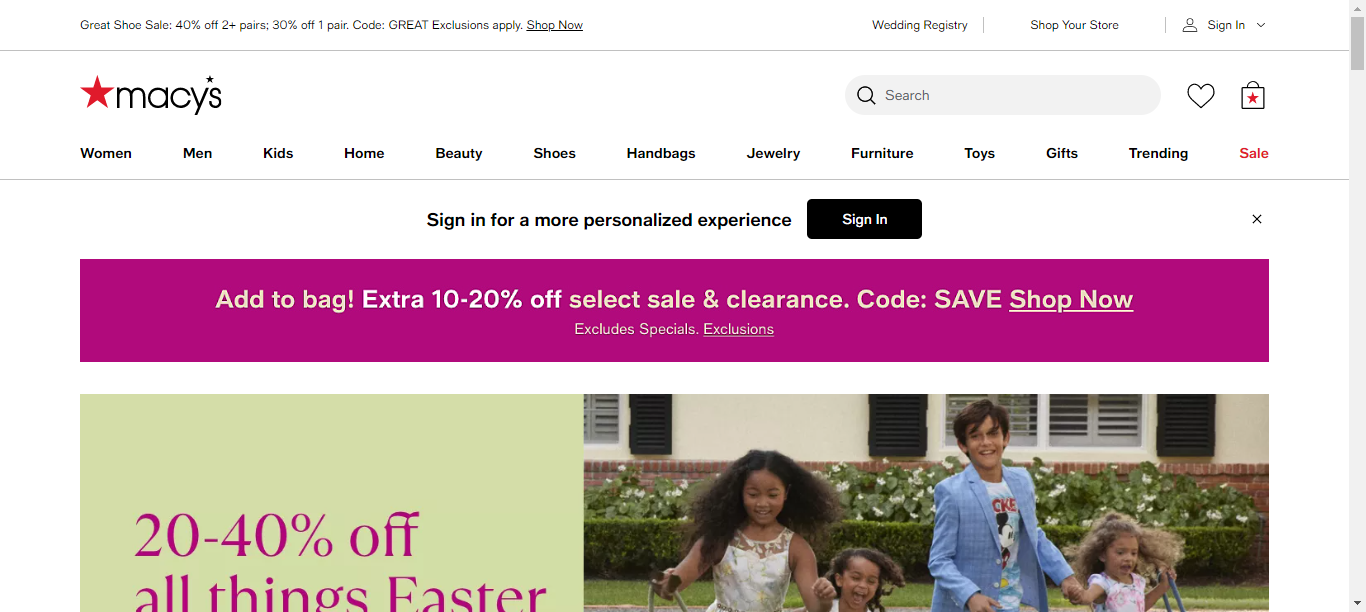 Great Shoe Sale: 40% off 2+ pairs; 30% off 1 pair. Code: GREAT Exclusions apply. Shop Now
Wedding Registry
Shop Your Store
Sign In
macy's
Search
Women Men Kids Home Beauty Shoes Handbags Jewelry Furniture Toys Gifts Trending Sale
Sign in for a more personalized experience
Sign In
Add to bag! Extra 10-20% off select sale & clearance. Code: SAVE Shop Now
Excludes Specials. Exclusions
20-40% off
all things Easter